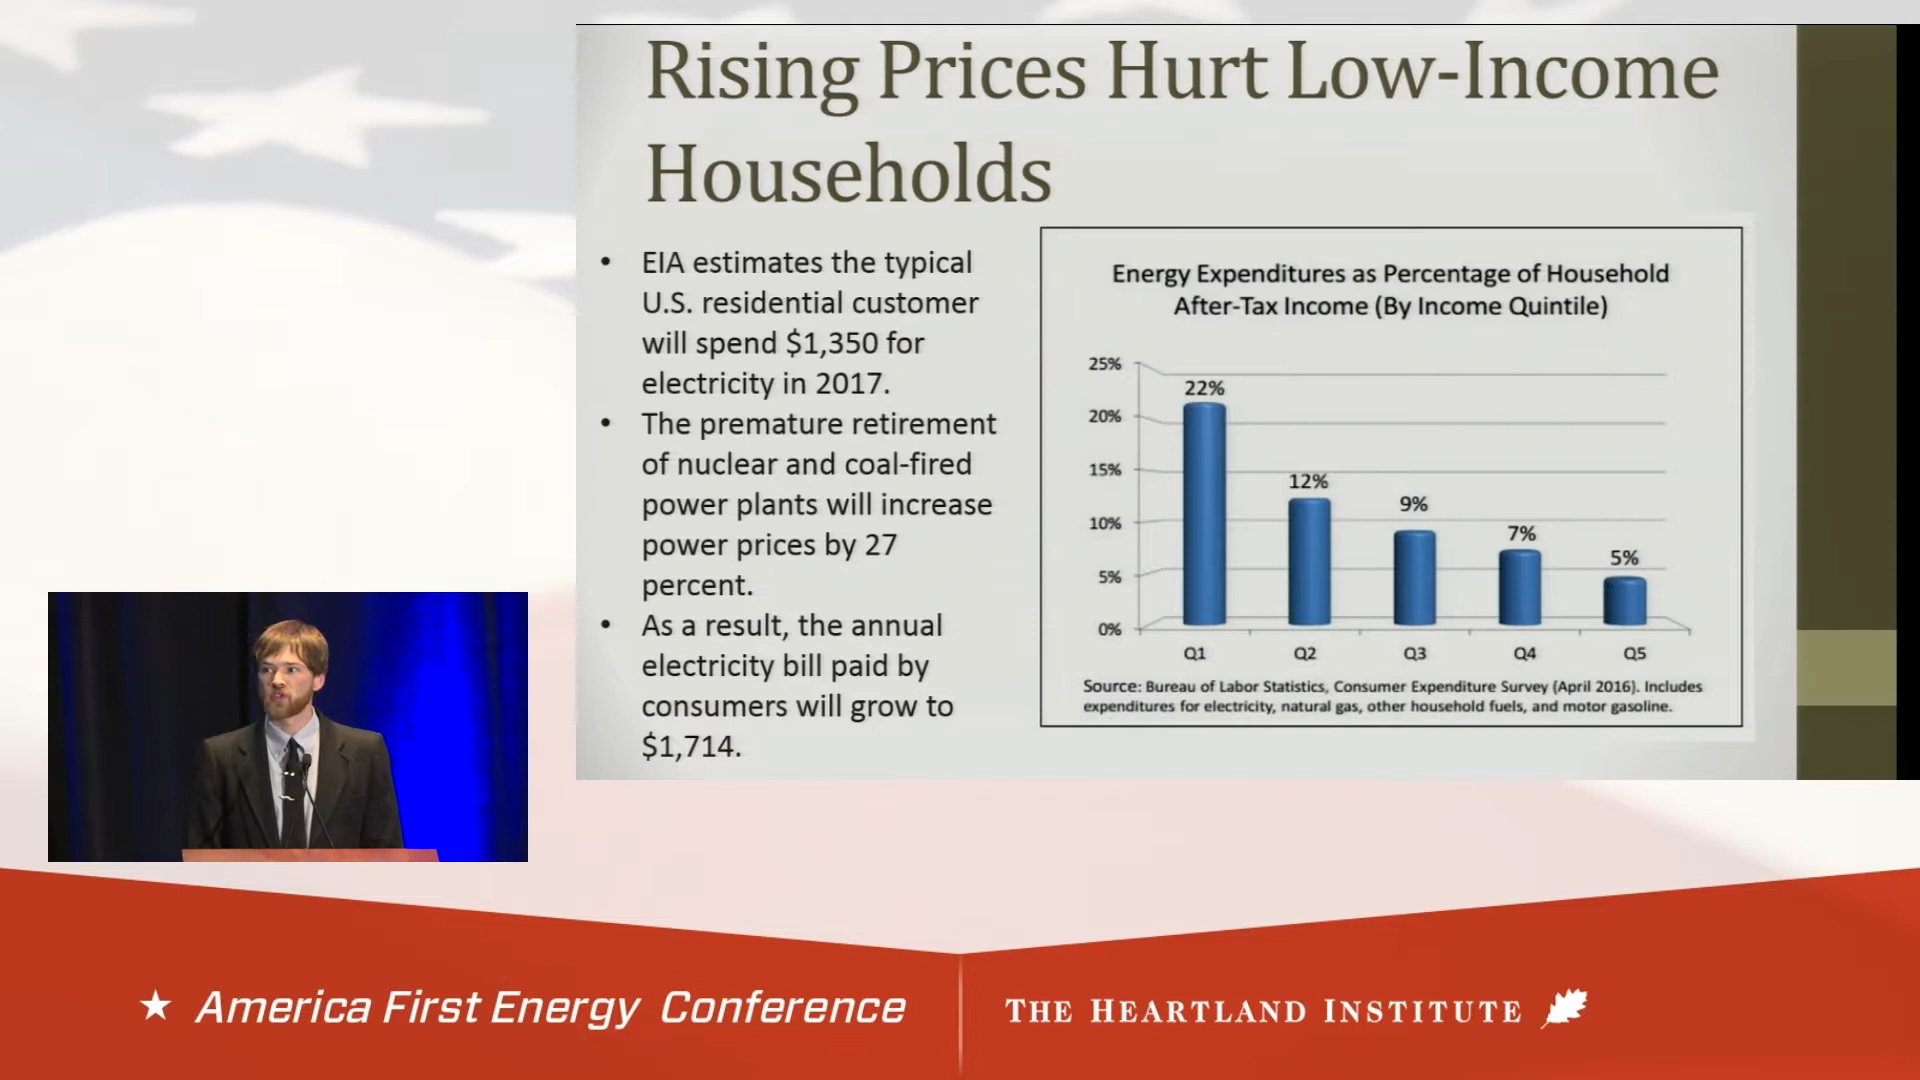 Rising Prices Hurt Low-Income
Households
• EIA estimates the typical
U.S. residential customer
will spend $1,350 for
electricity in 2017.
• The premature retirement
of nuclear and coal-fired
power plants will increase
power prices by 27
percent.
• As a result, the annual
electricity bill paid by
consumers will grow to
$1,714.
Energy Expenditures as Percentage of Household
After-Tax Income (By Income Quintile)
25%
20%
15%
10%
5%
0%
22%
12%
9%
7%
5%
Q1 Q2 Q3 Q4 Q5
Source: Bureau of Labor Statistics, Consumer Expenditure Survey (April 2016). Includes
expenditures for electricity, natural gas, other household fuels, and motor gasoline.
America First Energy Conference
THE HEARTLAND INSTITUTE